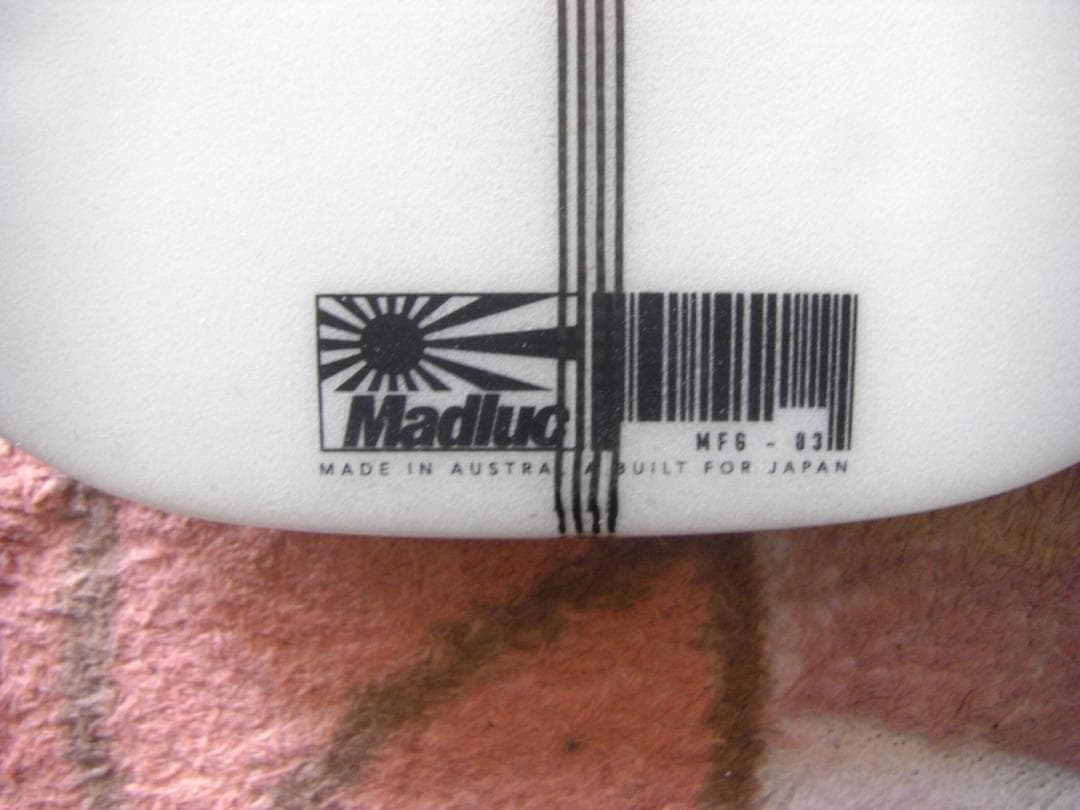 Madluc
MFG - 03
MADE IN AUSTRALIA BUILT FOR JAPAN